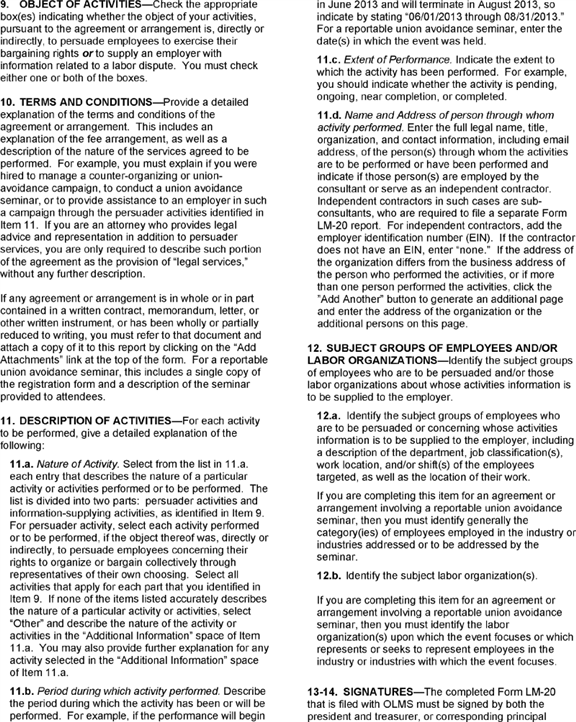 9. OBJECT OF ACTIVITIES—Check the appropriate
box(es) indicating whether the object of your activities,
pursuant to the agreement or arrangement is, directly or
indirectly, to persuade employees to exercise their
bargaining rights or to supply an employer with
information related to a labor dispute. You must check
either one or both of the boxes.
10. TERMS AND CONDITIONS—Provide a detailed
explanation of the terms and conditions of the
agreement or arrangement. This includes an
explanation of the fee arrangement, as well as a
description of the nature of the services agreed to be
performed. For example, you must explain if you were
hired to manage a counter-organizing or union-
avoidance campaign, to conduct a union avoidance
seminar, or to provide assistance to an employer in such
a campaign through the persuader activities identified in
Item 11. If you are an attorney who provides legal
advice and representation in addition to persuader
services, you are only required to describe such portion
of the agreement as the provision of “legal services,”
without any further description.
If any agreement or arrangement is in whole or in part
contained in a written contract, memorandum, letter, or
other written instrument, or has been wholly or partially
reduced to writing, you must refer to that document and
attach a copy of it to this report by clicking on the “Add
Attachments” link at the top of the form. For a reportable
union avoidance seminar, this includes a single copy of
the registration form and a description of the seminar
provided to attendees.
11. DESCRIPTION OF ACTIVITIES—For each activity
to be performed, give a detailed explanation of the
following:
11.a. Nature of Activity. Select from the list in 11.a.
each entry that describes the nature of a particular
activity or activities performed or to be performed. The
list is divided into two parts: persuader activities and
information-supplying activities, as identified in Item 9.
For persuader activity, select each activity performed
or to be performed, if the object thereof was, directly or
indirectly, to persuade employees concerning their
rights to organize or bargain collectively through
representatives of their own choosing. Select all
activities that apply for each part that you identified in
Item 9. If none of the items listed accurately describes
the nature of a particular activity or activities, select
“Other” and describe the nature of the activity or
activities in the “Additional Information” space of Item
11.a. You may also provide further explanation for any
activity selected in the “Additional Information” space
of Item 11.a.
11.b. Period during which activity performed. Describe
the period during which the activity has been or will be
performed. For example, if the performance will begin
in June 2013 and will terminate in August 2013, so
indicate by stating “06/01/2013 through 08/31/2013.”
For a reportable union avoidance seminar, enter the
date(s) in which the event was held.
11.c. Extent of Performance. Indicate the extent to
which the activity has been performed. For example,
you should indicate whether the activity is pending,
ongoing, near completion, or completed.
11.d. Name and Address of person through whom
activity performed. Enter the full legal name, title,
organization, and contact information, including email
address, of the person(s) through whom the activities
are to be performed or have been performed and
indicate if those person(s) are employed by the
consultant or serve as an independent contractor.
Independent contractors in such cases are sub-
consultants, who are required to file a separate Form
LM-20 report. For independent contractors, add the
employer identification number (EIN). If the contractor
does not have an EIN, enter “none.” If the address of
the organization differs from the business address of
the person who performed the activities, or if more
than one person performed the activities, click the
”Add Another” button to generate an additional page
and enter the address of the organization or the
additional persons on this page.
12. SUBJECT GROUPS OF EMPLOYEES AND/OR
LABOR ORGANIZATIONS—Identify the subject groups
of employees who are to be persuaded and/or those
labor organizations about whose activities information is
to be supplied to the employer.
12.a. Identify the subject groups of employees who
are to be persuaded or concerning whose activities
information is to be supplied to the employer, including
a description of the department, job classification(s),
work location, and/or shift(s) of the employees
targeted, as well as the location of their work.
If you are completing this item for an agreement or
arrangement involving a reportable union avoidance
seminar, then you must identify generally the
category(ies) of employees employed in the industry or
industries addressed or to be addressed by the
seminar.
12.b. Identify the subject labor organization(s).
If you are completing this item for an agreement or
arrangement involving a reportable union avoidance
seminar, then you must identify the labor
organization(s) upon which the event focuses or which
represents or seeks to represent employees in the
industry or industries with which the event focuses.
13-14. SIGNATURES—The completed Form LM-20
that is filed with OLMS must be signed by both the
president and treasurer, or corresponding principal